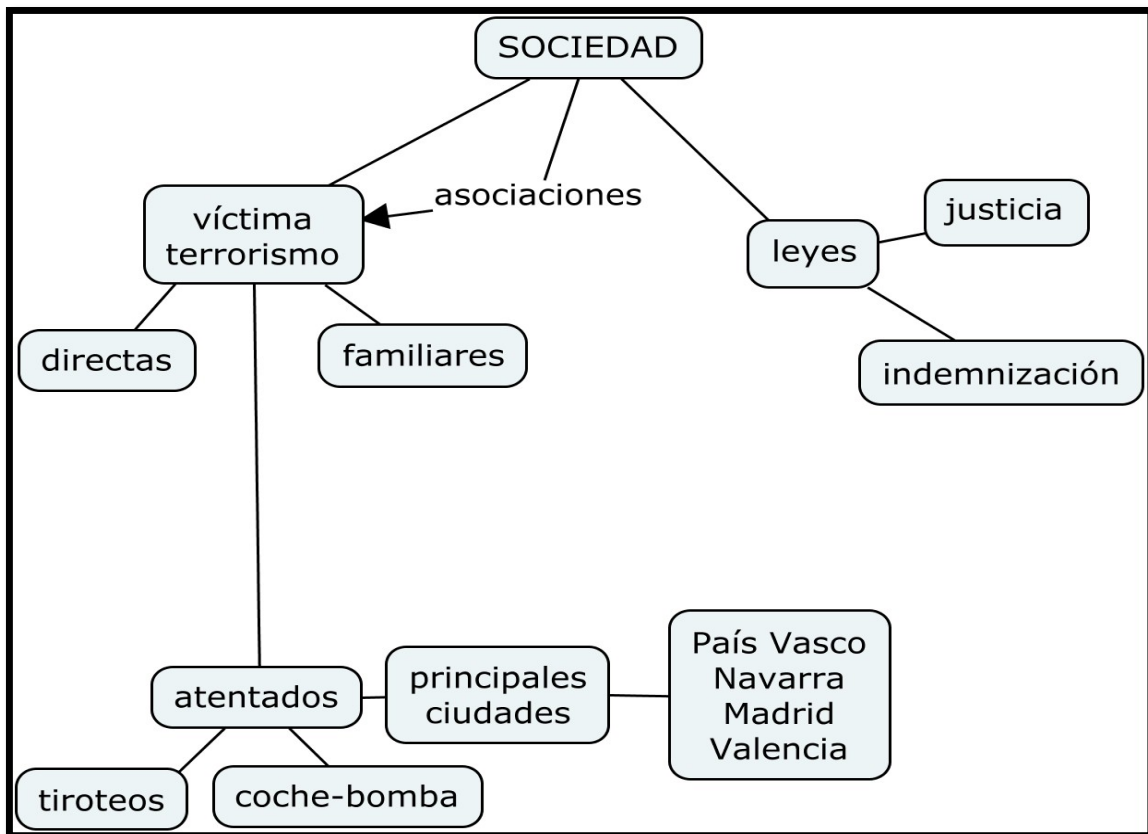 SOCIEDAD
asociaciones
víctima
terrorismo
justicia
leyes
directas
familiares
indemnización
atentados
principales
ciudades
País Vasco
Navarra
Madrid
Valencia
tiroteos
coche-bomba